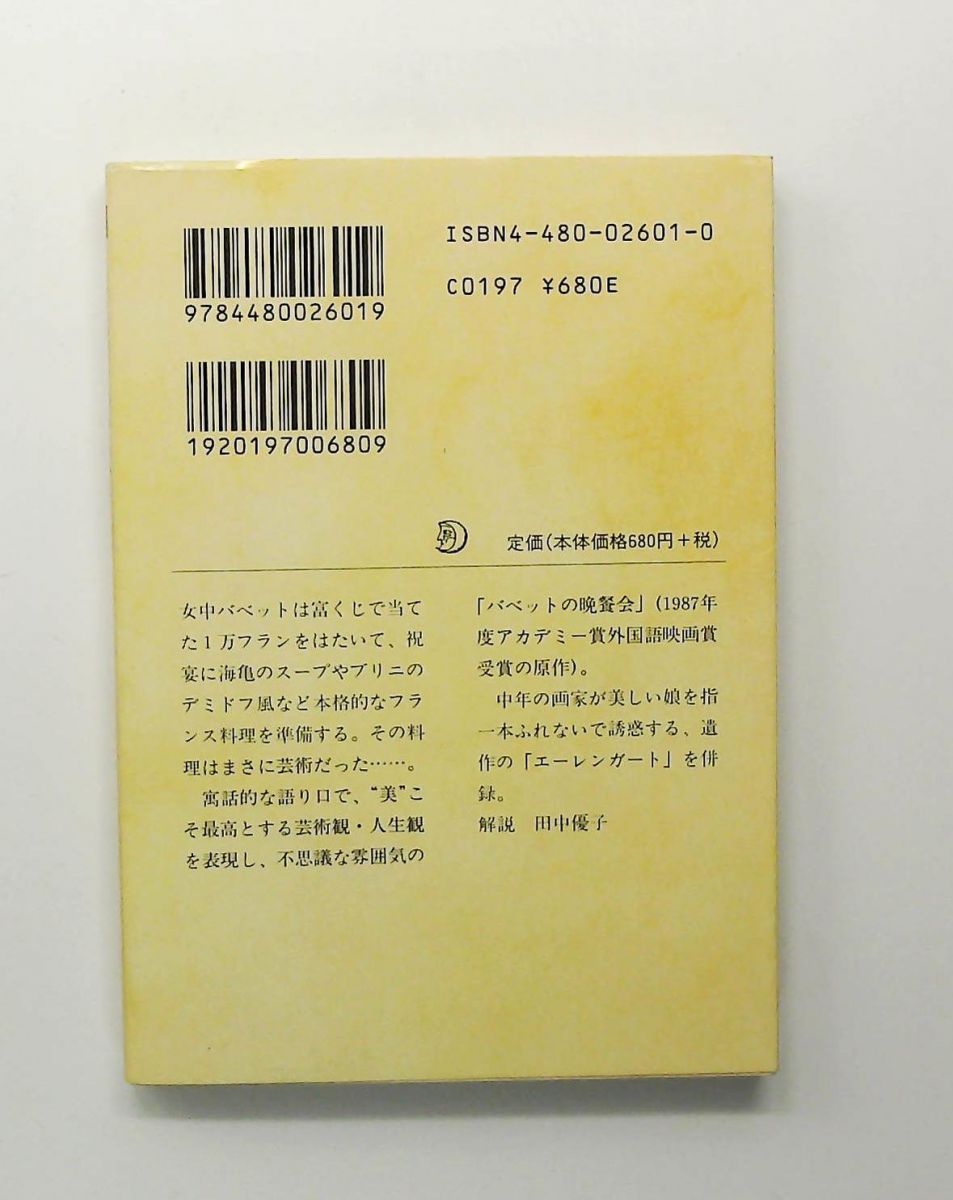 9784480026019
1920197006809
ISBN4-480-02601-0
C0197 ¥680E
定価(本体価格680円+税)
女中バベットは富くじで当て
た1万フランをはたいて、祝
宴に海亀のスープやブリニの
デミドフ風など本格的なフラ
ンス料理を準備する。その料
理はまさに芸術だった……。
寓話的な語り口で、“美”こ
そ最高とする芸術観・人生観
を表現し、不思議な雰囲気の
「バベットの晩餐会」(1987年
度アカデミー賞外国語映画賞
受賞の原作)。
中年の画家が美しい娘を指
一本ふれないで誘惑する、遺
作の「エーレンガート」を併
録。
解説 田中優子